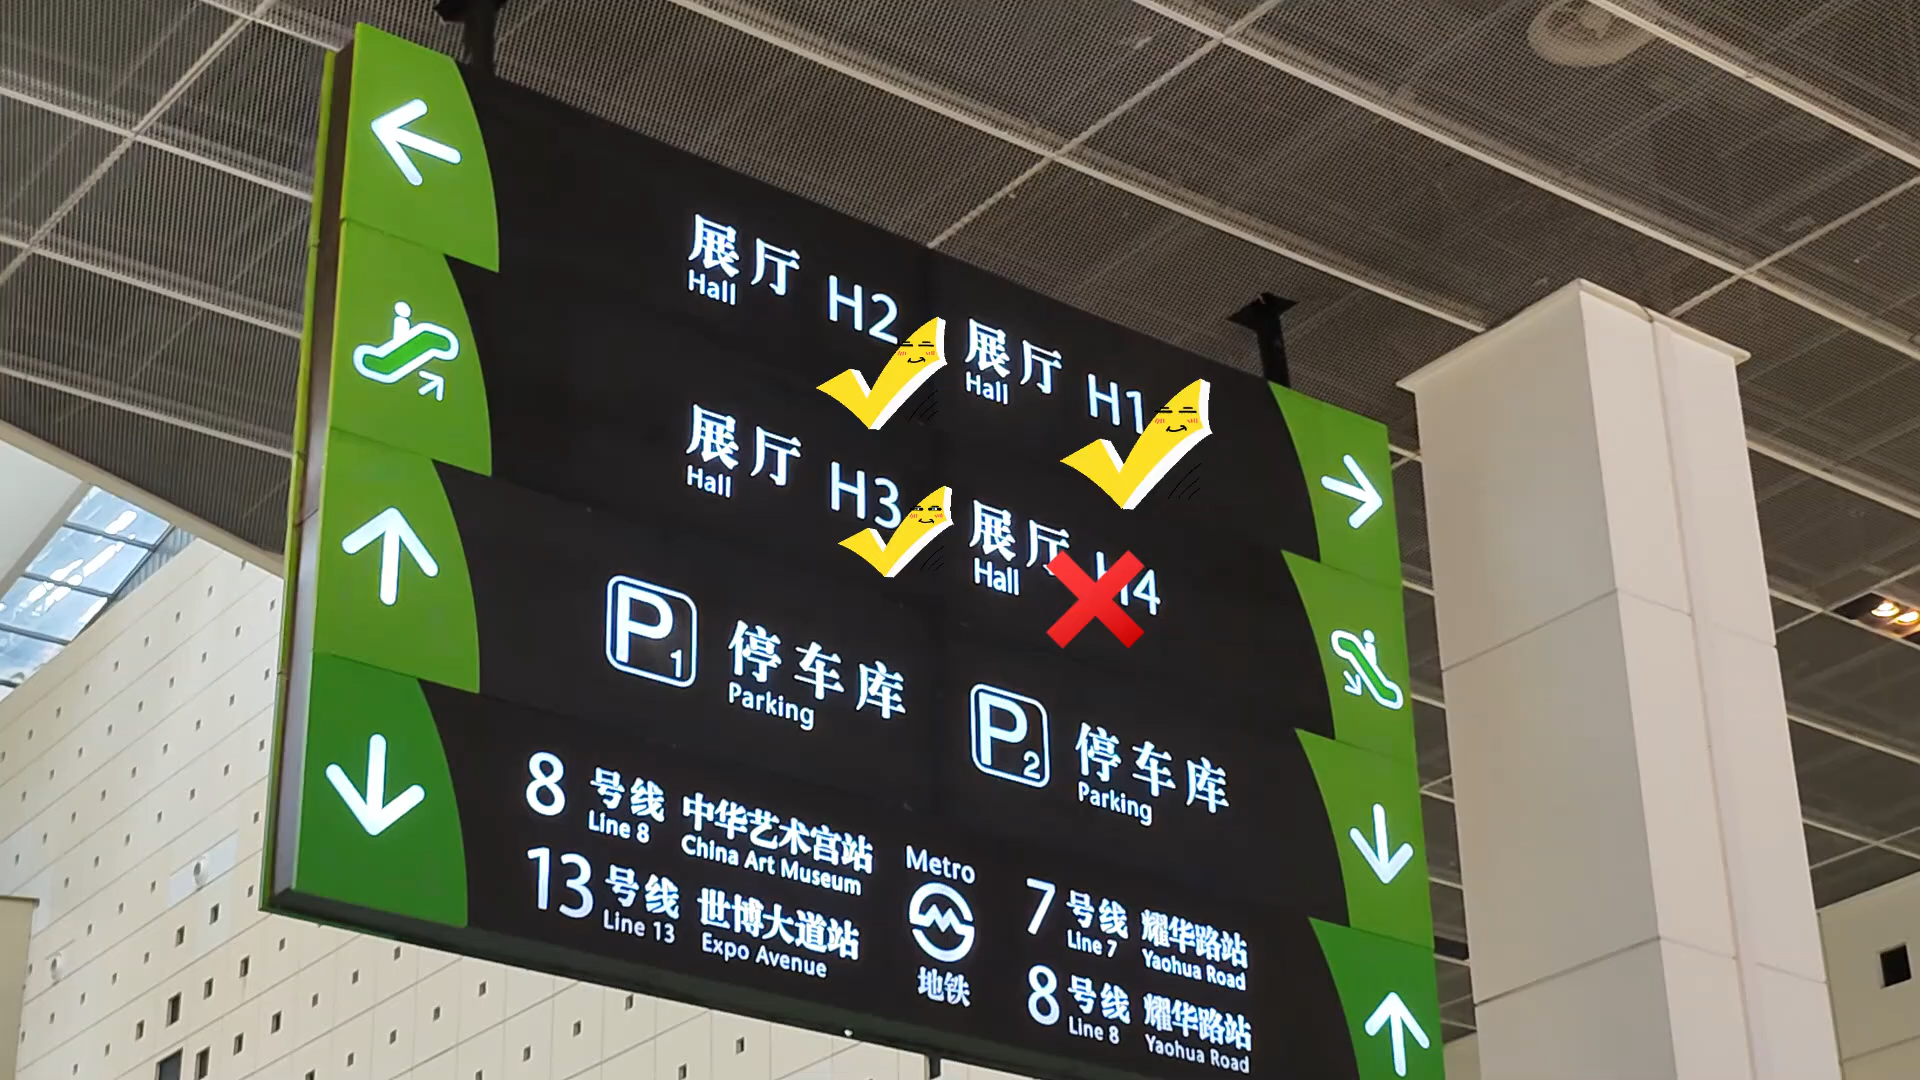 展厅 H2
Hall
展厅 H1
Hall
展厅 H3
Hall
展厅 H4
Hall
P1 停车库
Parking
P2 停车库
Parking
8 号线 中华艺术宫站
Line 8 China Art Museum
13 号线 世博大道站
Line 13 Expo Avenue
Metro
地铁
7 号线 耀华路站
Line 7 Yaohua Road
8 号线 耀华路站
Line 8 Yaohua Road